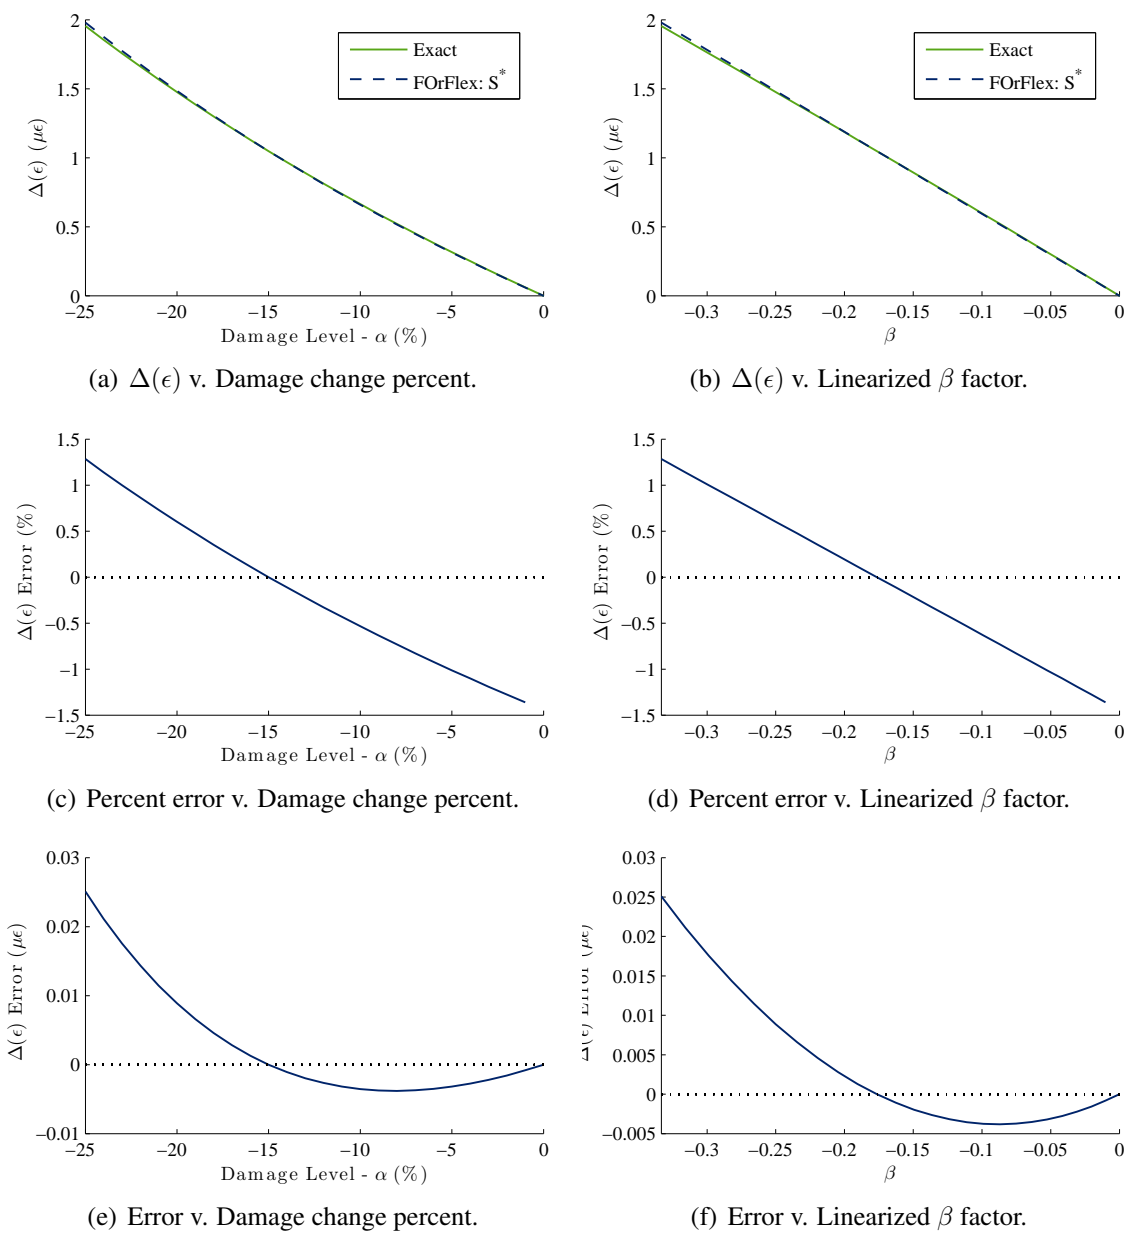 2
1.5
1
0.5
0
Δ(ϵ) (µϵ)
Exact
FOrFlex: S*
−25 −20 −15 −10 −5 0
Damage Level - α (%)
(a) Δ(ϵ) v. Damage change percent.
2
1.5
1
0.5
0
Δ(ϵ) (µϵ)
Exact
FOrFlex: S*
−0.3 −0.25 −0.2 −0.15 −0.1 −0.05 0
β
(b) Δ(ϵ) v. Linearized β factor.
1.5
1
0.5
0
−0.5
−1
−1.5
Δ(ϵ) Error (%)
−25 −20 −15 −10 −5 0
Damage Level - α (%)
(c) Percent error v. Damage change percent.
1.5
1
0.5
0
−0.5
−1
−1.5
Δ(ϵ) Error (%)
−0.3 −0.25 −0.2 −0.15 −0.1 −0.05 0
β
(d) Percent error v. Linearized β factor.
0.03
0.02
0.01
0
−0.01
Δ(ϵ) Error (µϵ)
−25 −20 −15 −10 −5 0
Damage Level - α (%)
(e) Error v. Damage change percent.
0.03
0.025
0.02
0.015
0.01
0.005
0
−0.005
Δ(ϵ) Error (µϵ)
−0.3 −0.25 −0.2 −0.15 −0.1 −0.05 0
β
(f) Error v. Linearized β factor.